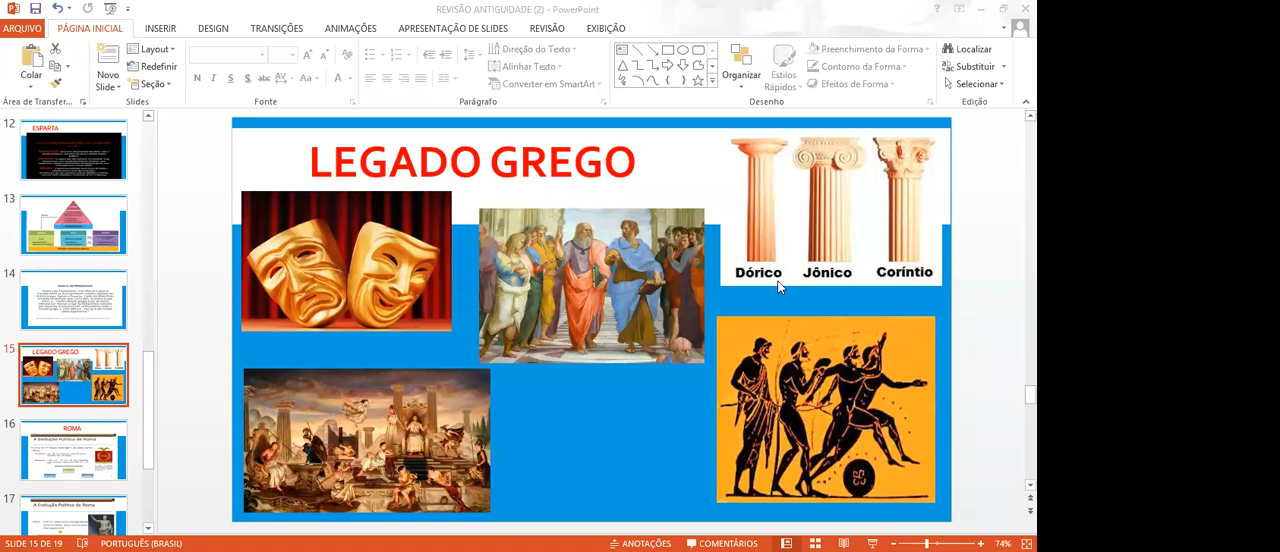 REVISÃO ANTIGUIDADE (2) - PowerPoint
ARQUIVO PÁGINA INICIAL INSERIR DESIGN TRANSIÇÕES ANIMAÇÕES APRESENTAÇÃO DE SLIDES REVISÃO EXIBIÇÃO
Colar
Novo Slide
Layout
Redefinir
Seção
N I S S abc AV Aa A
Direção do Texto
Alinhar Texto
Converter em SmartArt
Organizar
Estilos Rápidos
Preenchimento da Forma
Contorno da Forma
Efeitos de Forma
Localizar
Substituir
Selecionar
Área de Transfer... Slides Fonte Parágrafo Desenho Edição
12
ESPARTA
13
14
15
LEGADO GREGO
16
ROMA
A Evolução Política de Roma
17
A Evolução Política de Roma
LEGADO GREGO
Dórico Jônico Coríntio
SLIDE 15 DE 19 PORTUGUÊS (BRASIL) ANOTAÇÕES COMENTÁRIOS 74%